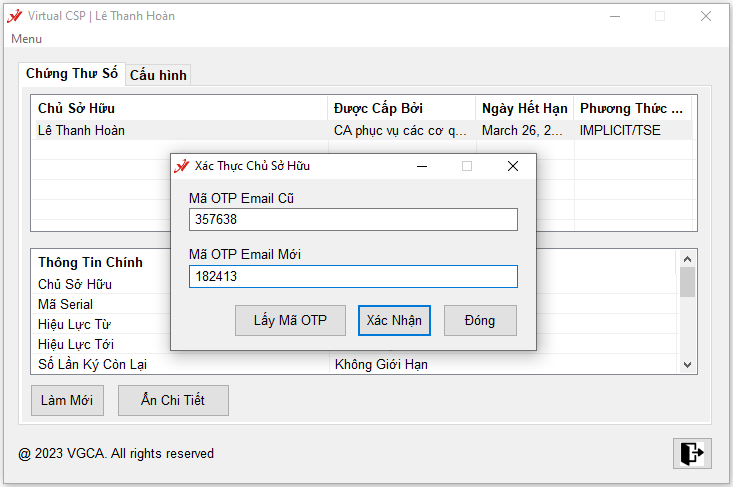 Virtual CSP | Lê Thanh Hoàn
Menu
Chứng Thư Số Cấu hình
Chủ Sở Hữu Được Cấp Bởi Ngày Hết Hạn Phương Thức ...
Lê Thanh Hoàn CA phục vụ các cơ q... March 26, 2... IMPLICIT/TSE
Xác Thực Chủ Sở Hữu
Mã OTP Email Cũ
357638
Mã OTP Email Mới
182413
Lấy Mã OTP Xác Nhận Đóng
Thông Tin Chính
Chủ Sở Hữu
Mã Serial
Hiệu Lực Từ
Hiệu Lực Tới
Số Lần Ký Còn Lại Không Giới Hạn
Làm Mới Ẩn Chi Tiết
@ 2023 VGCA. All rights reserved